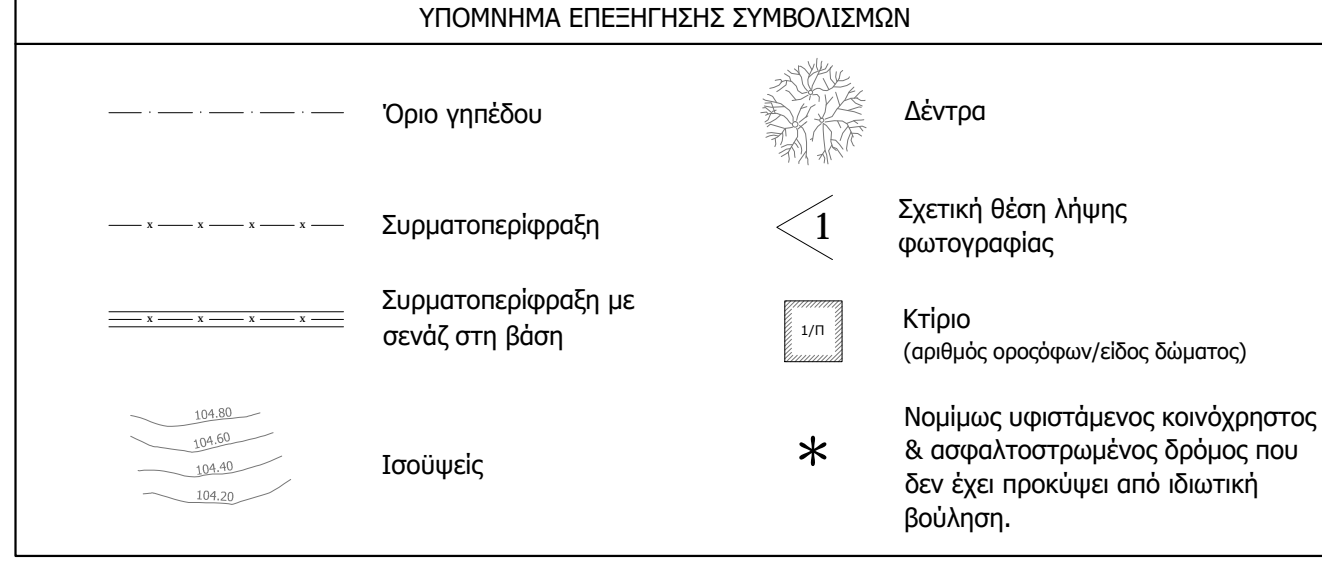 ΥΠΟΜΝΗΜΑ ΕΠΕΞΗΓΗΣΗΣ ΣΥΜΒΟΛΙΣΜΩΝ
Όριο γηπέδου
x x x x
Συρματοπερίφραξη
x x x x
Συρματοπερίφραξη με
σενάζ στη βάση
104.80
104.60
104.40
104.20
Ισοϋψείς
Δέντρα
1
Σχετική θέση λήψης
φωτογραφίας
1/Π
Κτίριο
(αριθμός οροςόφων/είδος δώματος)
*
Νομίμως υφιστάμενος κοινόχρηστος
& ασφαλτοστρωμένος δρόμος που
δεν έχει προκύψει από ιδιωτική
βούληση.